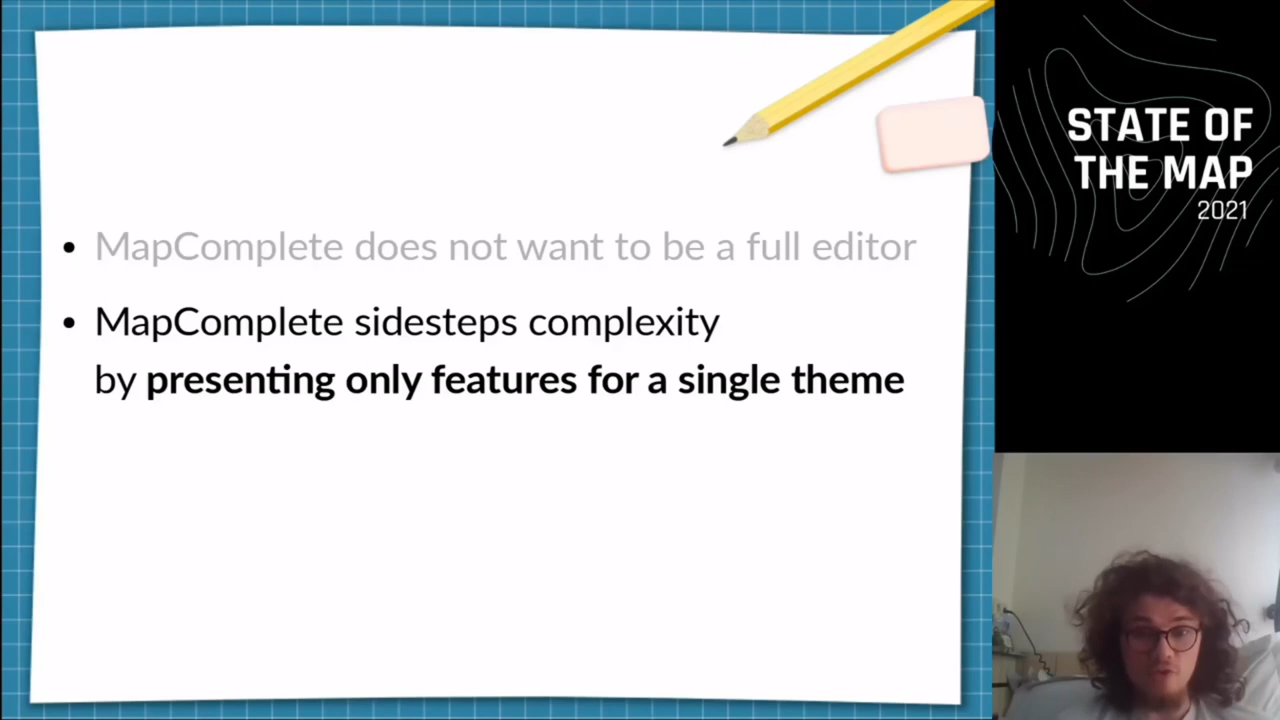 MapComplete does not want to be a full editor
MapComplete sidesteps complexity
by presenting only features for a single theme
STATE OF
THE MAP
2021